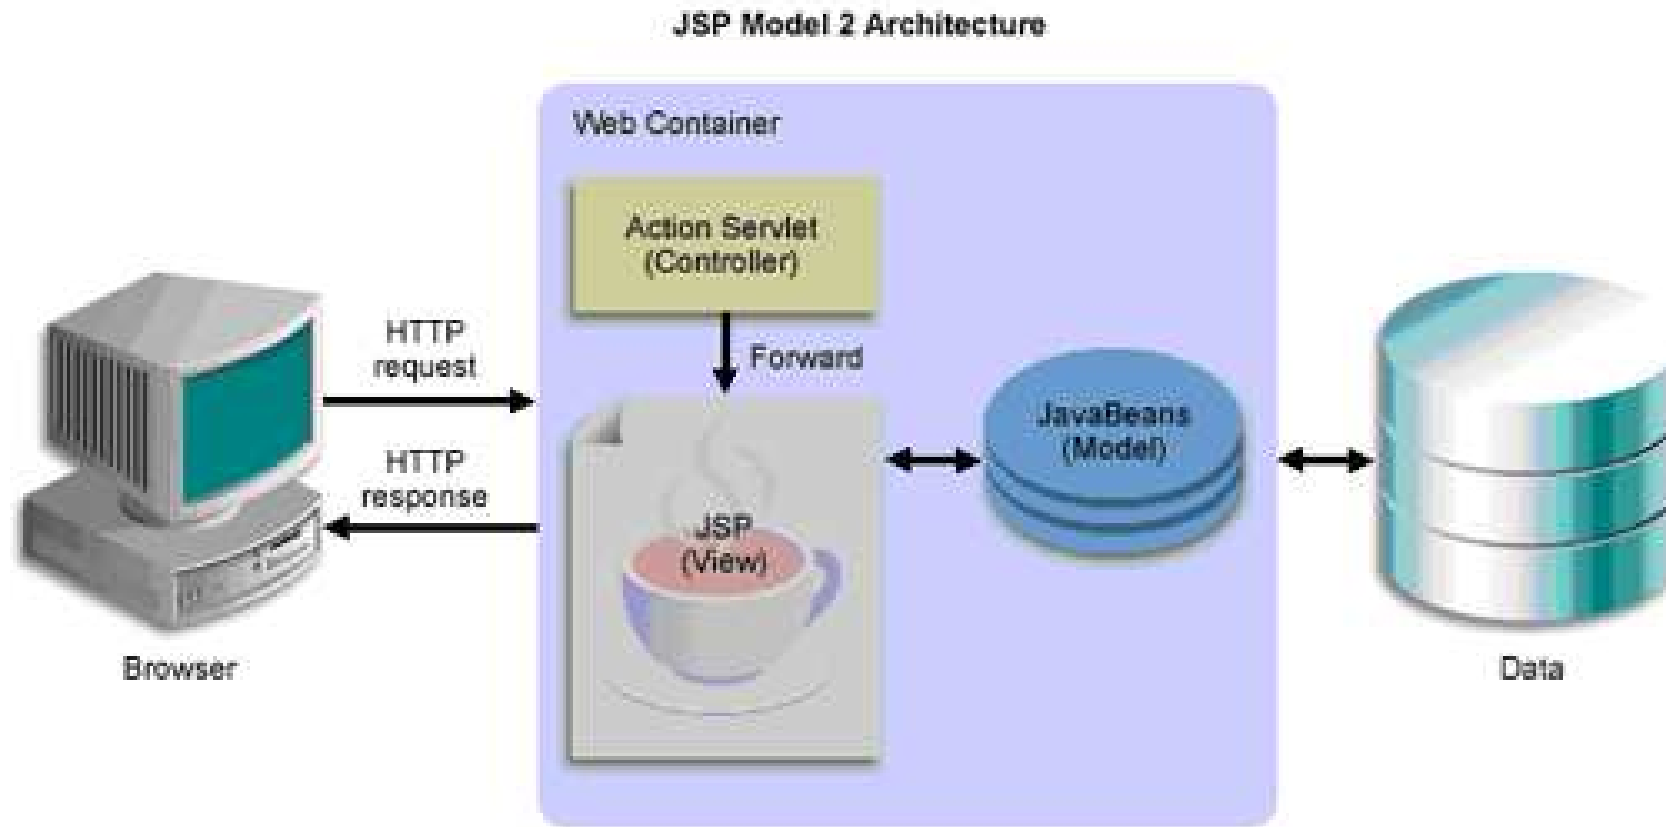 JSP Model 2 Architecture
Web Container
Action Servlet
(Controller)
HTTP
request
Forward
JavaBeans
(Model)
HTTP
response
JSP
(View)
Browser
Data